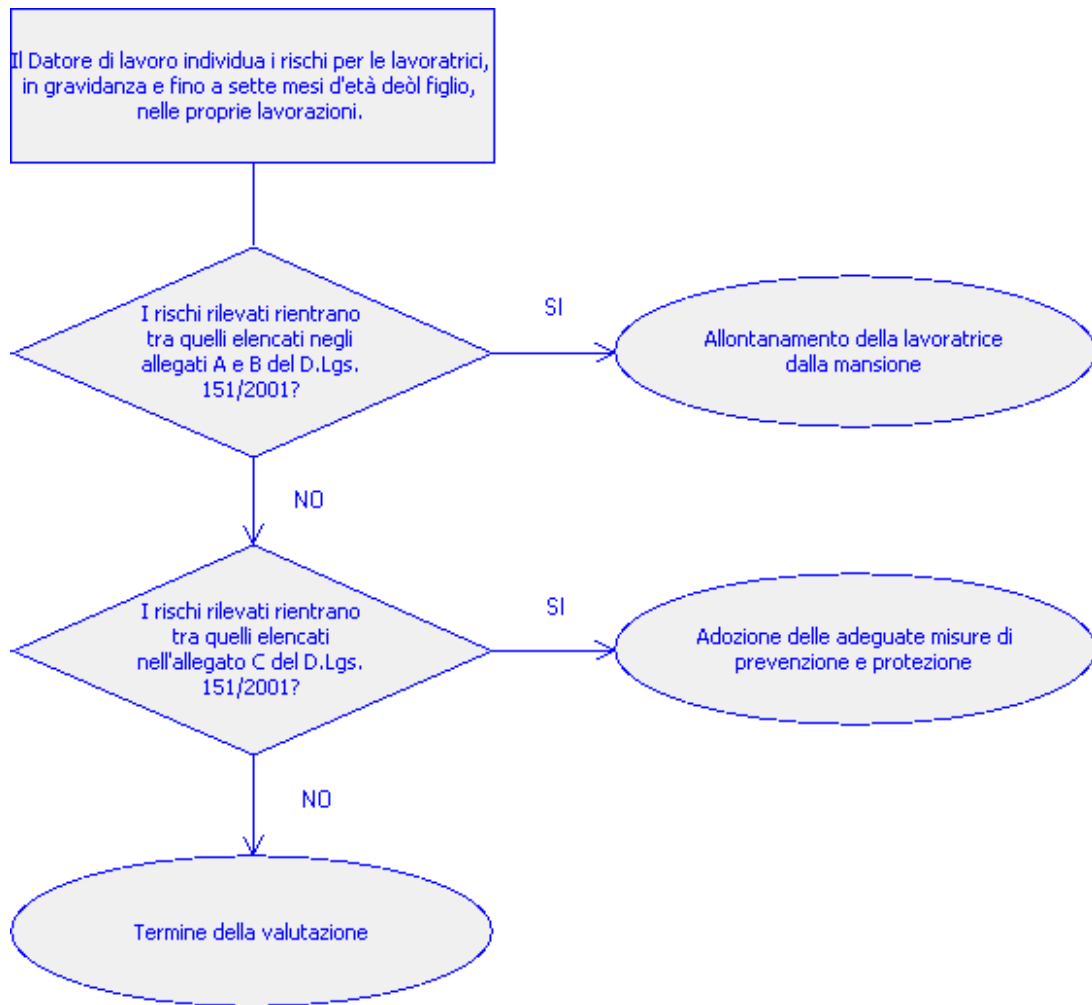 Il Datore di lavoro individua i rischi per le lavoratrici,
in gravidanza e fino a sette mesi d'età deòl figlio,
nelle proprie lavorazioni.
I rischi rilevati rientrano
tra quelli elencati negli
allegati A e B del D.Lgs.
151/2001?
SI
Allontanamento della lavoratrice
dalla mansione
NO
I rischi rilevati rientrano
tra quelli elencati
nell'allegato C del D.Lgs.
151/2001?
SI
Adozione delle adeguate misure di
prevenzione e protezione
NO
Termine della valutazione